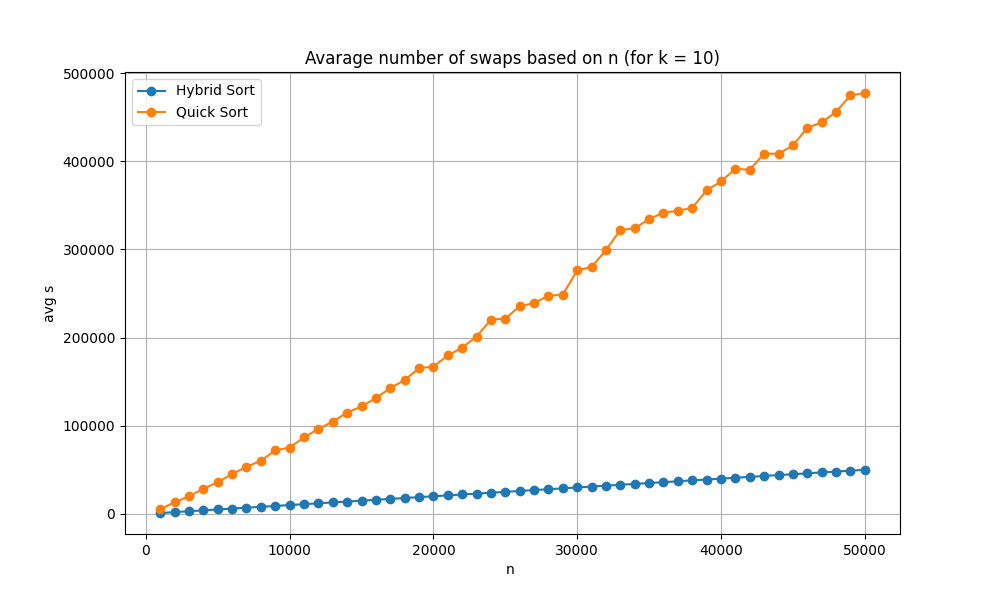 Avarage number of swaps based on n (for k = 10)
Hybrid Sort
Quick Sort
500000
400000
300000
200000
100000
0
avg s
0 10000 20000 30000 40000 50000
n